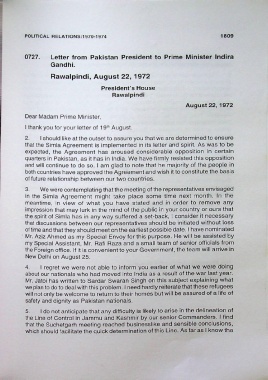 POLITICAL RELATIONS:1970-1974 1809
0727. Letter from Pakistan President to Prime Minister Indira
Gandhi.
Rawalpindi, August 22, 1972
President's House
Rawalpindi
August 22, 1972
Dear Madam Prime Minister,
I thank you for your letter of 19th August.
2. I should like at the outset to assure you that we are determined to ensure
that the Simla Agreement is implemented in its letter and spirit. As was to be
expected, the Agreement has aroused considerable opposition in certain
quarters in Pakistan, as it has in India. We have firmly resisted this opposition
and will continue to do so. I am glad to note that the majority of the people in
both countries have approved the Agreement and wish it to constitute the basis
of future relationship between our two countries.
3. We were contemplating that the meeting of the representatives envisaged
in the Simla Agreement might take some time next month. In the
meantime, in view of what you have stated and in order to remove any
impression that may lurk in the mind of the public in your country or ours that
the spirit of Simla has in any way suffered a set-back, I consider it necessary
that discussions between our representatives should be initiated without loss
of time and that they should meet on the earliest possible date. I have nominated
Mr. Aziz Ahmed as my Special Envoy for this purpose. He will be assisted by
my Special Assistant, Mr. Rafi Raza and a small team of senior officials from
the Foreign office. If it is convenient to your Government, the team will arrive in
New Delhi on August 25.
4. I regret we were not able to inform you earlier of what we were doing
about our nationals who had moved into India as a result of the war last year.
Mr. Jatoi has written to Sardar Swaran Singh on this subject explaining what
we plan to do to deal with this problem. I need hardly reiterate that these refugees
will not only be welcome to return to their homes but will be assured of a life of
safety and dignity as Pakistan nationals.
5. I do not anticipate that any difficulty is likely to arise in the delineation of
the Line of Control in Jammu and Kashmir by our senior Commanders. I find
that the Suchetgarh meeting reached businesslike and sensible conclusions,
which should facilitate the quick determination of this Line. As far as I know the